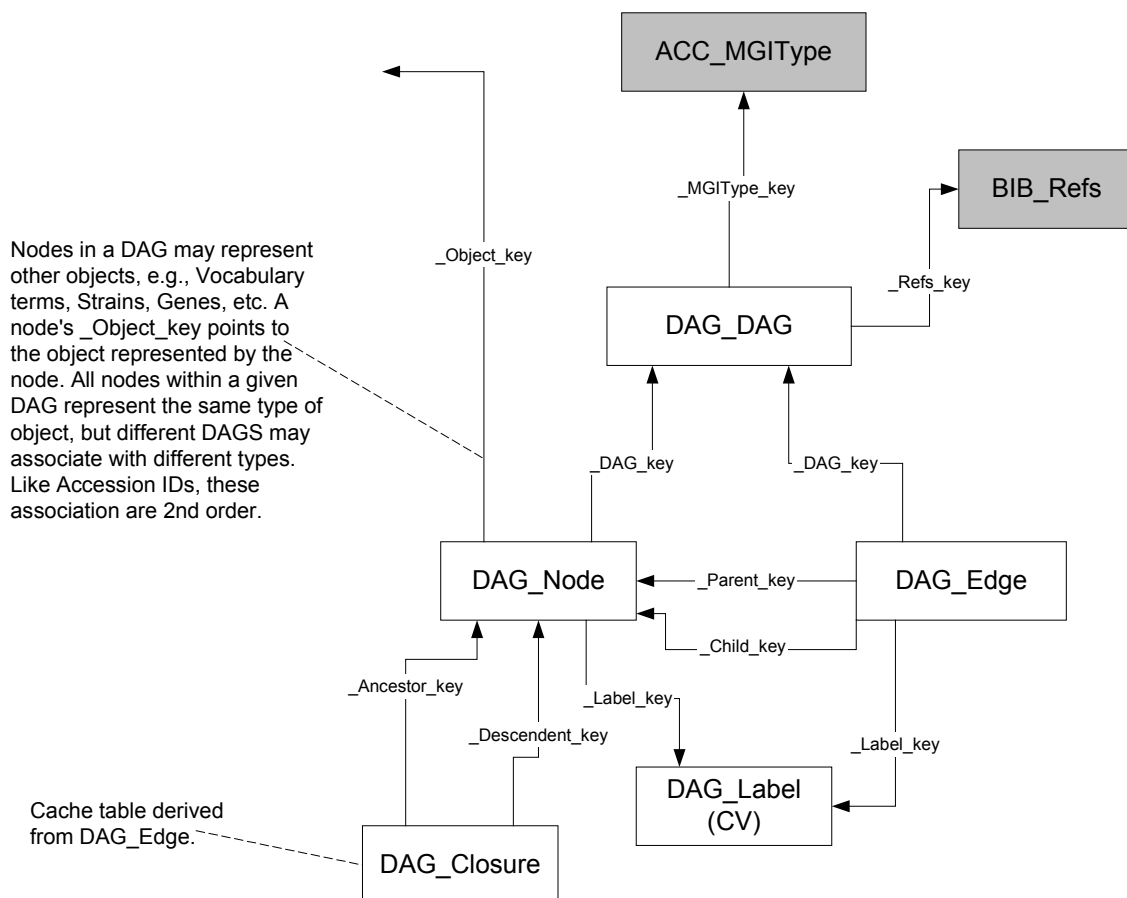 ACC_MGIType
BIB_Refs
_MGIType_key
_Object_key
_Refs_key
Nodes in a DAG may represent
other objects, e.g., Vocabulary
terms, Strains, Genes, etc. A
node's _Object_key points to
the object represented by the
node. All nodes within a given
DAG represent the same type of
object, but different DAGS may
associate with different types.
Like Accession IDs, these
association are 2nd order.
DAG_DAG
_DAG_key
_DAG_key
DAG_Node
_Parent_key
DAG_Edge
_Child_key
_Ancestor_key
_Label_key
_Descendent_key
_Label_key
DAG_Label
(CV)
Cache table derived
from DAG_Edge.
DAG_Closure